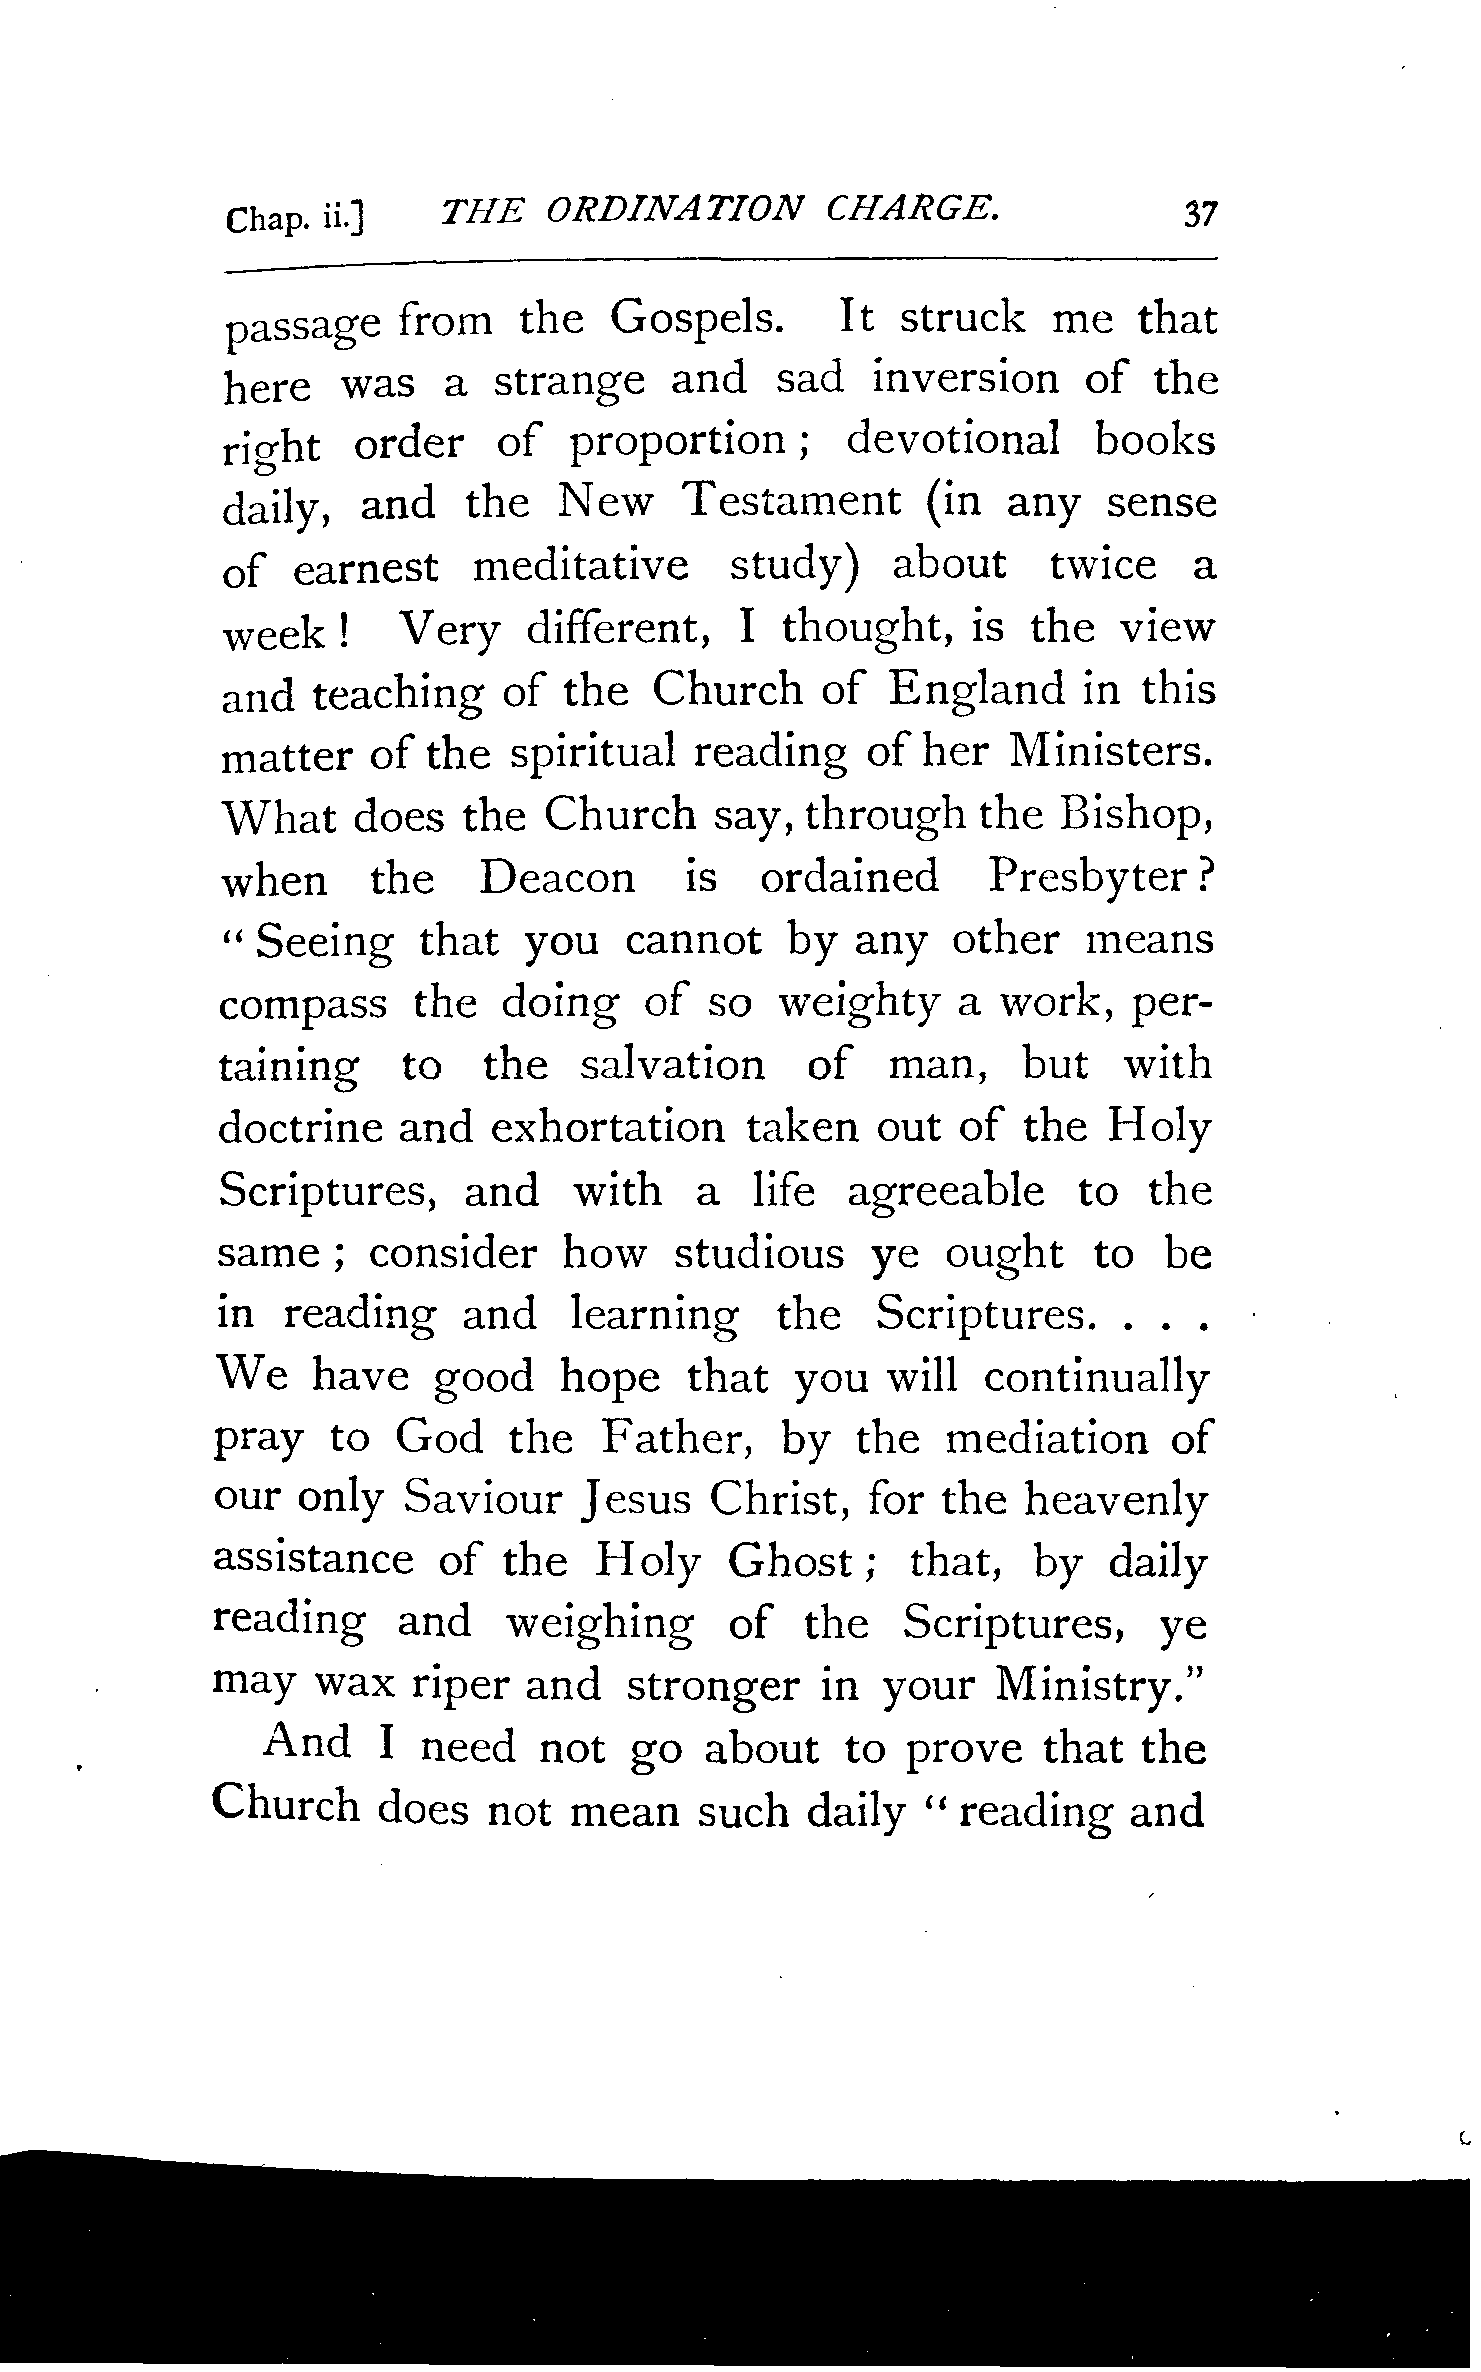 Chap. ii.] THE ORDINATION CHARGE. 37
passage from the Gospels. It struck me that
here was a strange and sad inversion of the
right order of proportion ; devotional books
daily, and the New Testament (in any sense
of earnest meditative study) about twice a
week ! Very different, I thought, is the view
and teaching of the Church of England in this
matter of the spiritual reading of her Ministers.
What does the Church say, through the Bishop,
when the Deacon is ordained Presbyter ?
“ Seeing that you cannot by any other means
compass the doing of so weighty a work, per-
taining to the salvation of man, but with
doctrine and exhortation taken out of the Holy
Scriptures, and with a life agreeable to the
same ; consider how studious ye ought to be
in reading and learning the Scriptures. . . .
We have good hope that you will continually
pray to God the Father, by the mediation of
our only Saviour Jesus Christ, for the heavenly
assistance of the Holy Ghost ; that, by daily
reading and weighing of the Scriptures, ye
may wax riper and stronger in your Ministry.”
And I need not go about to prove that the
Church does not mean such daily “ reading and